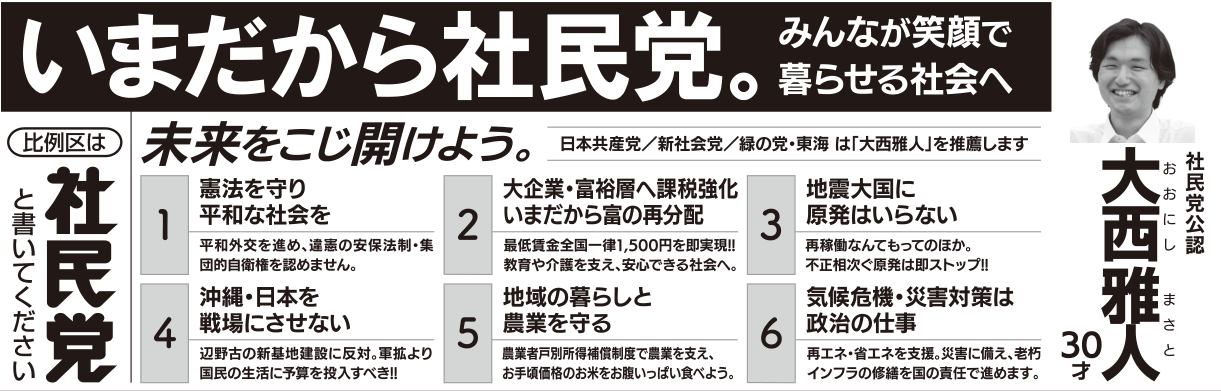 いまだから社民党。
みんなが笑顔で
暮らせる社会へ
比例区は
社民党
と書いてください
未来をこじ開けよう。
日本共産党／新社会党／緑の党・東海 は「大西雅人」を推薦します
1
憲法を守り
平和な社会を
平和外交を進め、違憲の安保法制・集
団的自衛権を認めません。
2
大企業・富裕層へ課税強化
いまだから富の再分配
最低賃金全国一律1,500円を即実現!!
教育や介護を支え、安心できる社会へ。
3
地震大国に
原発はいらない
再稼働なんてもってのほか。
不正相次ぐ原発は即ストップ!!
4
沖縄・日本を
戦場にさせない
辺野古の新基地建設に反対。軍拡より
国民の生活に予算を投入すべき!!
5
地域の暮らしと
農業を守る
農業者戸別所得補償制度で農業を支え、
お手頃価格のお米をお腹いっぱい食べよう。
6
気候危機・災害対策は
政治の仕事
再エネ・省エネを支援。災害に備え、老朽
インフラの修繕を国の責任で進めます。
社民党公認
おおにし まさと
大西雅人
30才